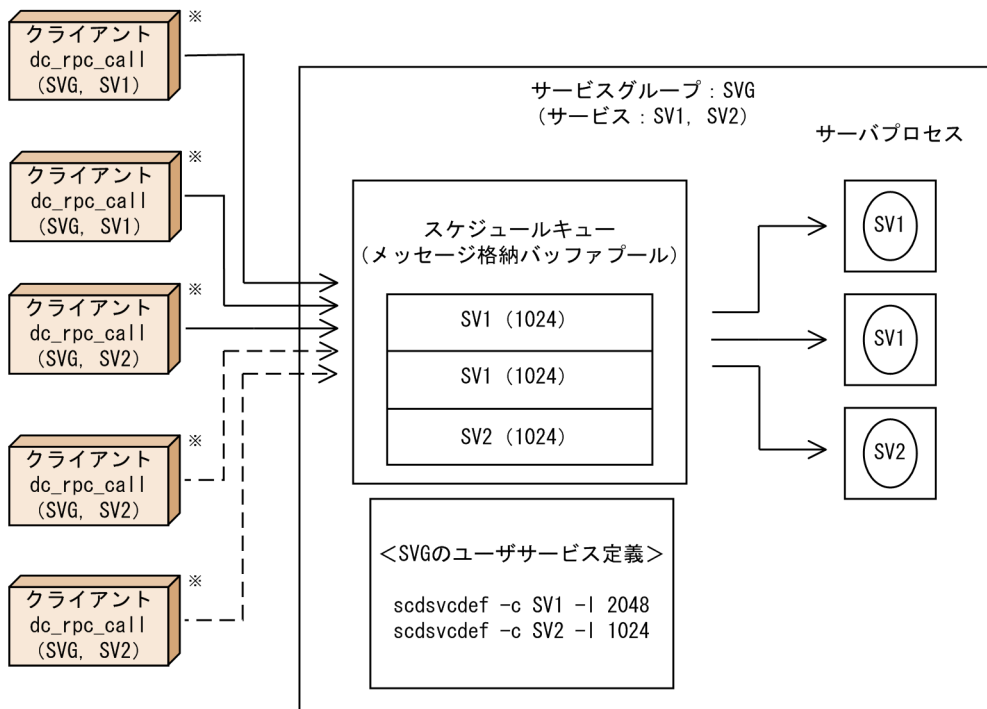 クライアント
dc_rpc_call
(SVG, SV1)
※
クライアント
dc_rpc_call
(SVG, SV1)
※
クライアント
dc_rpc_call
(SVG, SV2)
※
クライアント
dc_rpc_call
(SVG, SV2)
※
クライアント
dc_rpc_call
(SVG, SV2)
※
サービスグループ:SVG
(サービス:SV1, SV2)
スケジュールキュー
(メッセージ格納バッファプール)
SV1 (1024)
SV1 (1024)
SV2 (1024)
<SVGのユーザサービス定義>
scdsvcdef -c SV1 -l 2048
scdsvcdef -c SV2 -l 1024
サーバプロセス
SV1
SV1
SV2